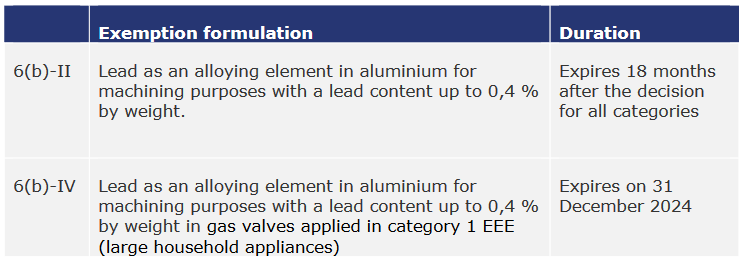 Exemption formulation Duration
6(b)-II Lead as an alloying element in aluminium for Expires 18 months
machining purposes with a lead content up to 0,4 % after the decision
by weight. for all categories
6(b)-IV Lead as an alloying element in aluminium for Expires on 31
machining purposes with a lead content up to 0,4 % December 2024
by weight in gas valves applied in category 1 EEE
(large household appliances)